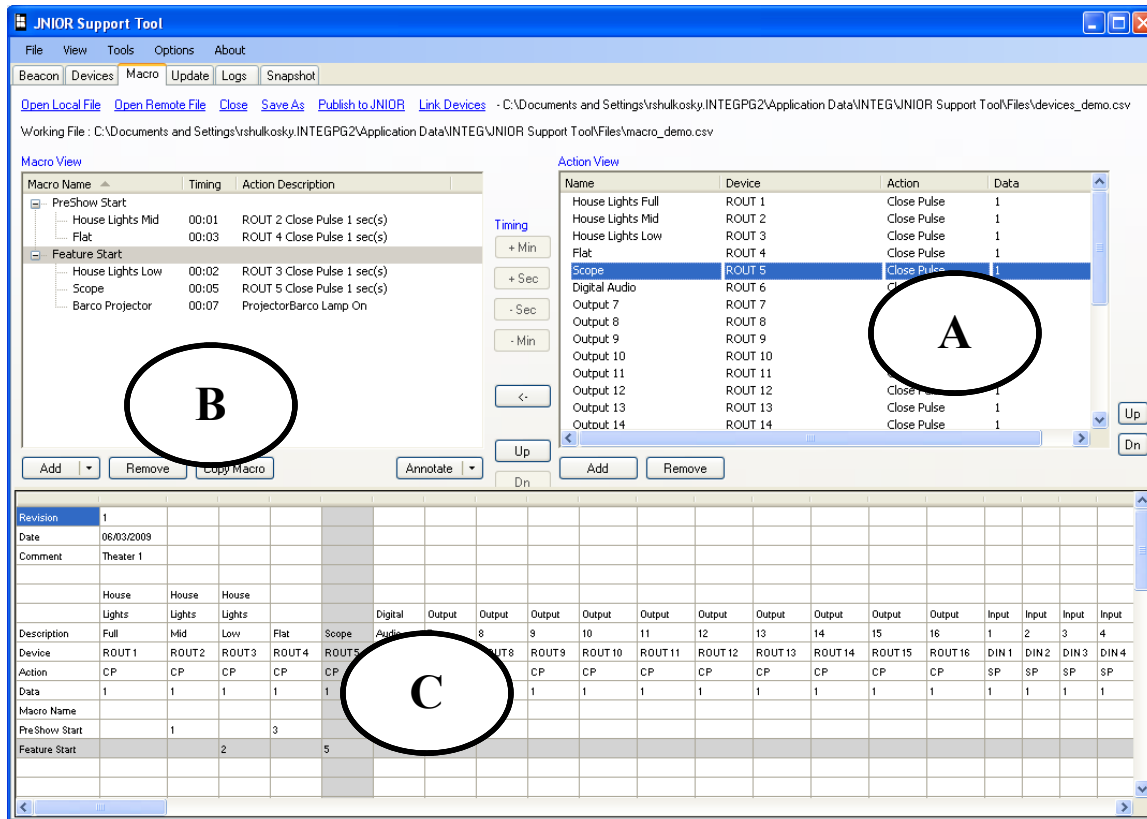 JNIOR Support Tool
File View Tools Options About
Beacon Devices Macro Update Logs Snapshot
Open Local File Open Remote File Close Save As Publish to JNIOR Link Devices - C:\Documents and Settings\rshulkosky.INTEGPG2\Application Data\INTEG\JNIOR Support Tool\Files\devices_demo.csv
Working File : C:\Documents and Settings\rshulkosky.INTEGPG2\Application Data\INTEG\JNIOR Support Tool\Files\macro_demo.csv
Macro View
Macro Name Timing Action Description
PreShow Start
House Lights Mid 00:01 ROUT 2 Close Pulse 1 sec(s)
Flat 00:03 ROUT 4 Close Pulse 1 sec(s)
Feature Start
House Lights Low 00:02 ROUT 3 Close Pulse 1 sec(s)
Scope 00:05 ROUT 5 Close Pulse 1 sec(s)
Barco Projector 00:07 ProjectorBarco Lamp On
B
Add Remove Copy Macro Annotate
Timing
+ Min
+ Sec
- Sec
- Min
<-
Up
Dn
Action View
Name Device Action Data
House Lights Full ROUT 1 Close Pulse 1
House Lights Mid ROUT 2 Close Pulse 1
House Lights Low ROUT 3 Close Pulse 1
Flat ROUT 4 Close Pulse 1
Scope ROUT 5 Close Pulse 1
Digital Audio ROUT 6
Output 7 ROUT 7
Output 8 ROUT 8
Output 9 ROUT 9
Output 10 ROUT 10
Output 11 ROUT 11
Output 12 ROUT 12 Close Pulse 1
Output 13 ROUT 13 Close Pulse 1
Output 14 ROUT 14 Close Pulse 1
A
Up
Dn
Add Remove
Revision 1
Date 06/03/2009
Comment Theater 1
House House House
Lights Lights Lights Digital Output Output Output Output Output Output Output Output Output Output Input Input Input Input
Description Full Mid Low Flat Scope Audio 8 9 10 11 12 13 14 15 16 1 2 3 4
Device ROUT1 ROUT2 ROUT3 ROUT4 ROUT5 ROUT8 ROUT9 ROUT10 ROUT11 ROUT12 ROUT13 ROUT14 ROUT15 ROUT16 DIN1 DIN2 DIN3 DIN4
Action CP CP CP CP CP CP CP CP CP CP CP CP CP SP SP SP SP
Data 1 1 1 1 1 1 1 1 1 1 1 1 1 1 1 1 1
C
Macro Name
PreShow Start 1 3
Feature Start 2 5